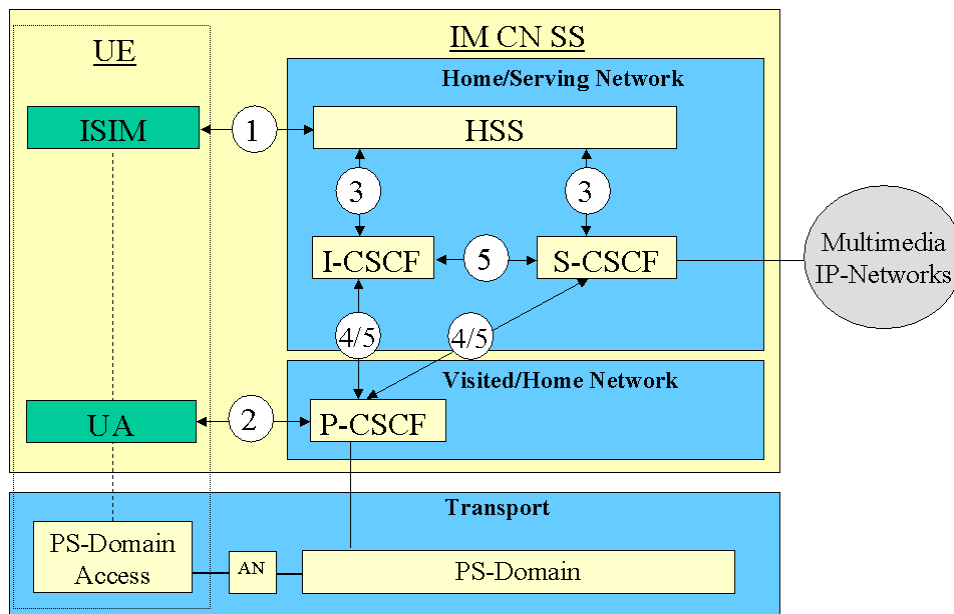 UE
IM CN SS
Home/Serving Network
ISIM
1
HSS
3
3
I-CSCF
5
S-CSCF
Multimedia
IP-Networks
4/5
4/5
Visited/Home Network
UA
2
P-CSCF
Transport
PS-Domain
Access
AN
PS-Domain